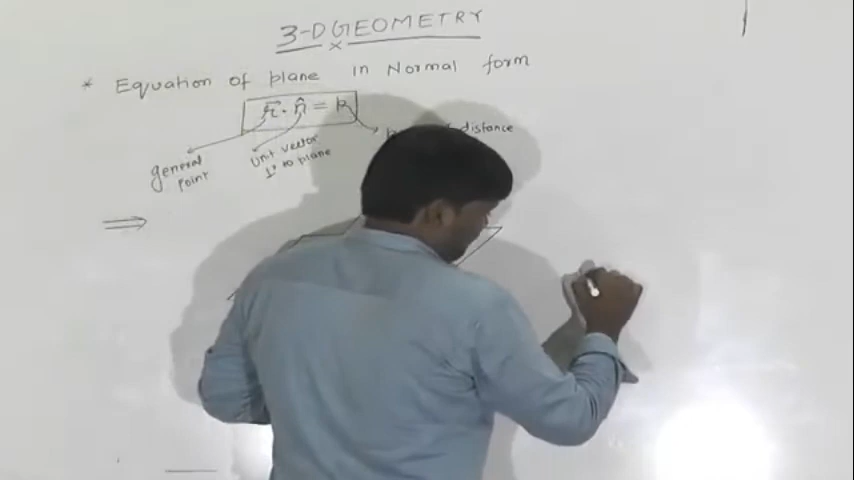 3-D GEOMETRY
x
* Equation of plane in Normal form
r⃗ . n̂ = p
distance
general point
Unit vector ⊥r to plane
⇒